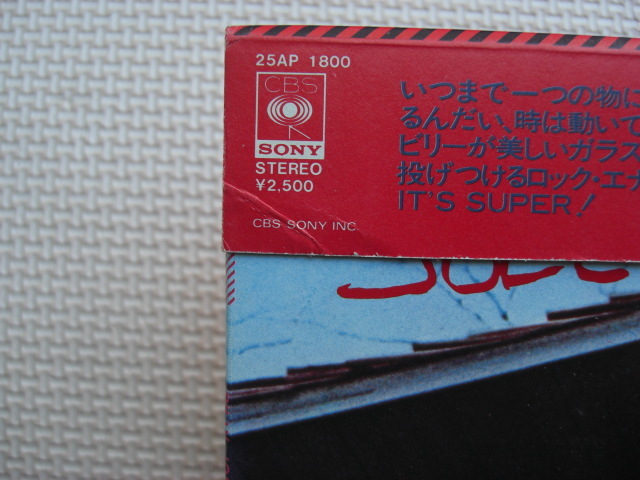 25AP 1800
CBS
SONY
STEREO
¥2,500
CBS SONY INC.
いつまで一つの物に
るんだい、時は動いて
ビリーが美しいガラス
投げつけるロック・エナ
IT'S SUPER!